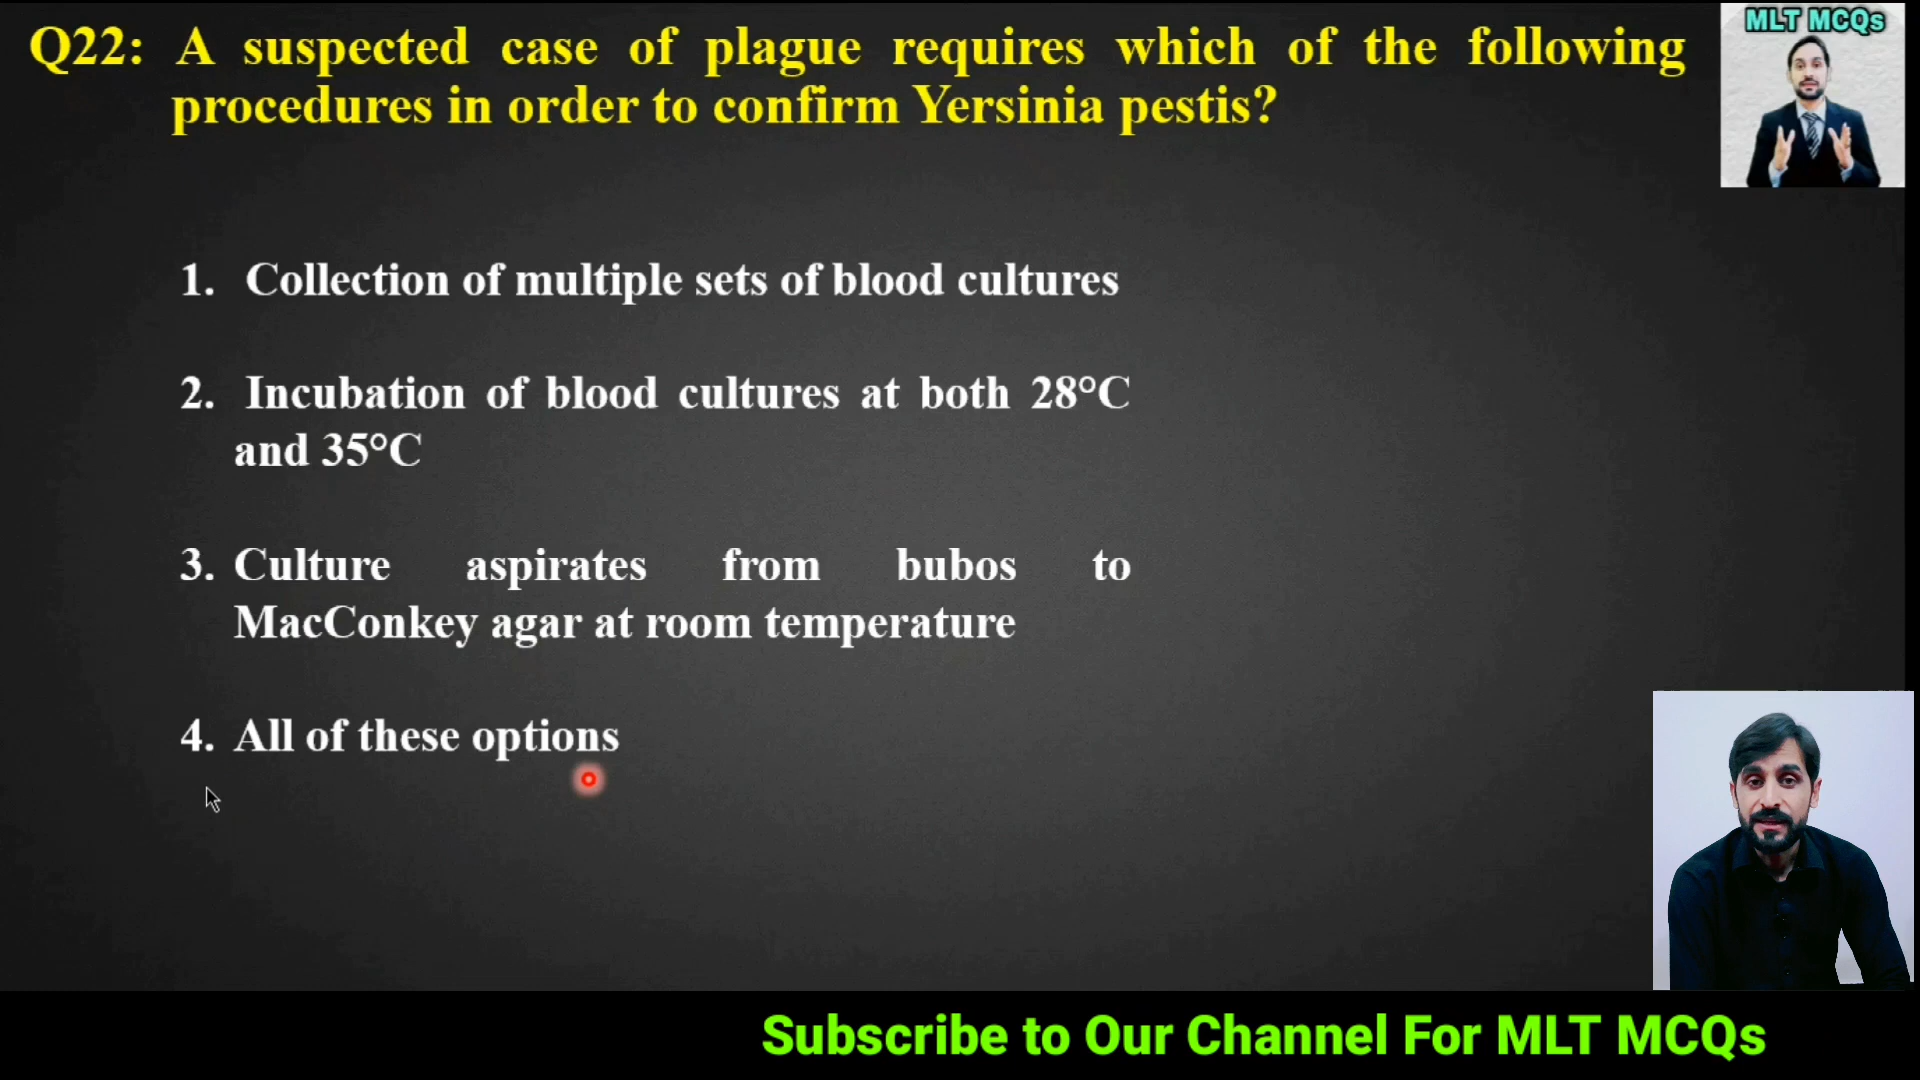 Q22: A suspected case of plague requires which of the following
procedures in order to confirm Yersinia pestis?
MLT MCQs
1. Collection of multiple sets of blood cultures
2. Incubation of blood cultures at both 28°C
and 35°C
3. Culture aspirates from bubos to
MacConkey agar at room temperature
4. All of these options
Subscribe to Our Channel For MLT MCQs